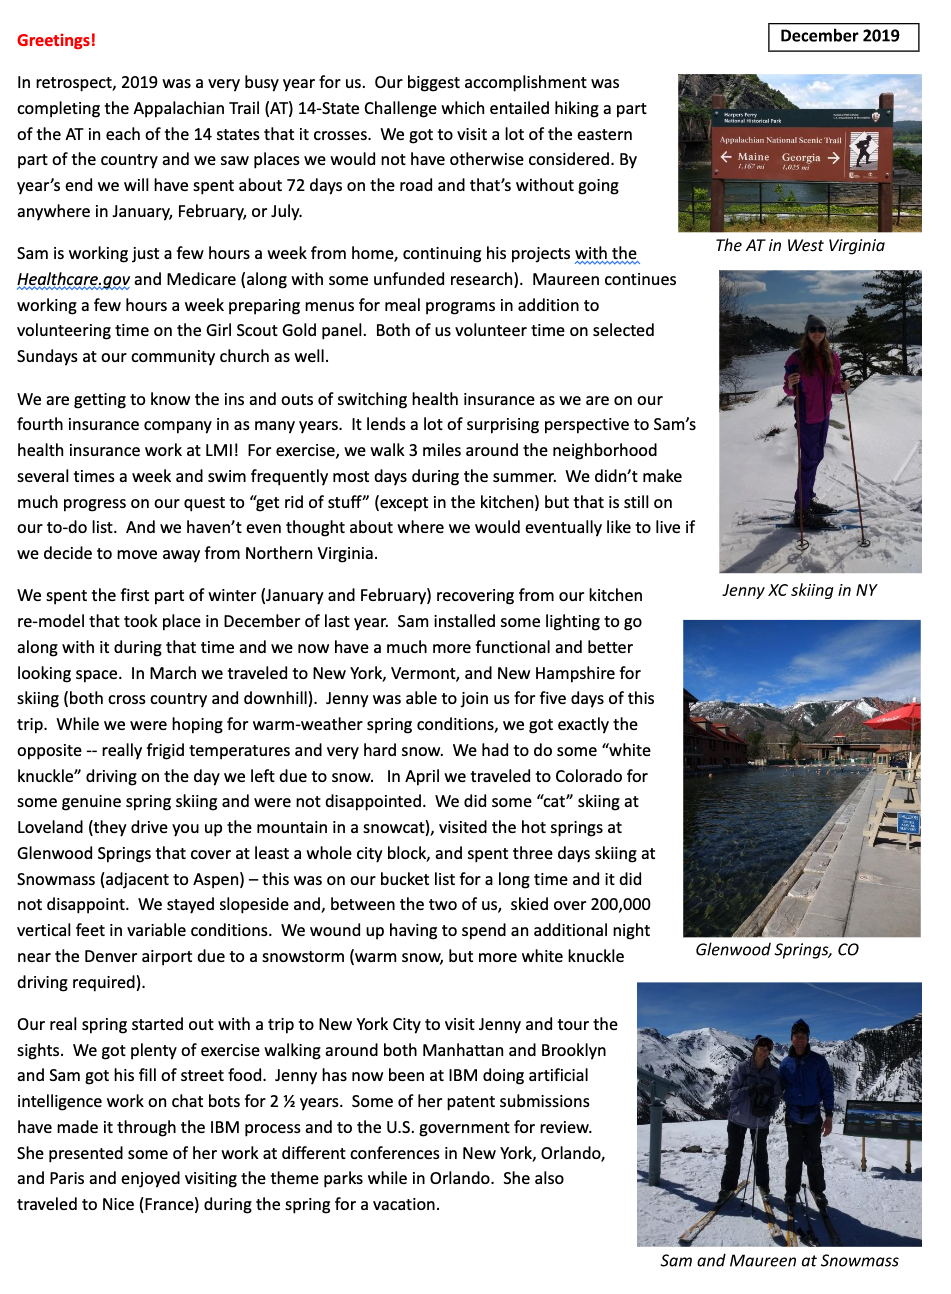 Greetings!
December 2019
In retrospect, 2019 was a very busy year for us.  Our biggest accomplishment was
completing the Appalachian Trail (AT) 14-State Challenge which entailed hiking a part
of the AT in each of the 14 states that it crosses.  We got to visit a lot of the eastern
part of the country and we saw places we would not have otherwise considered. By
year’s end we will have spent about 72 days on the road and that’s without going
anywhere in January, February, or July.
Harpers Ferry
National Historical Park
Appalachian National Scenic Trail
← Maine Georgia →
1,167 mi 1,025 mi
The AT in West Virginia
Sam is working just a few hours a week from home, continuing his projects with the
Healthcare.gov and Medicare (along with some unfunded research).  Maureen continues
working a few hours a week preparing menus for meal programs in addition to
volunteering time on the Girl Scout Gold panel.  Both of us volunteer time on selected
Sundays at our community church as well.
We are getting to know the ins and outs of switching health insurance as we are on our
fourth insurance company in as many years.  It lends a lot of surprising perspective to Sam’s
health insurance work at LMI!  For exercise, we walk 3 miles around the neighborhood
several times a week and swim frequently most days during the summer.  We didn’t make
much progress on our quest to “get rid of stuff” (except in the kitchen) but that is still on
our to-do list.  And we haven’t even thought about where we would eventually like to live if
we decide to move away from Northern Virginia.
Jenny XC skiing in NY
We spent the first part of winter (January and February) recovering from our kitchen
re-model that took place in December of last year.  Sam installed some lighting to go
along with it during that time and we now have a much more functional and better
looking space.  In March we traveled to New York, Vermont, and New Hampshire for
skiing (both cross country and downhill).  Jenny was able to join us for five days of this
trip.  While we were hoping for warm-weather spring conditions, we got exactly the
opposite -- really frigid temperatures and very hard snow.  We had to do some “white
knuckle” driving on the day we left due to snow.   In April we traveled to Colorado for
some genuine spring skiing and were not disappointed.  We did some “cat” skiing at
Loveland (they drive you up the mountain in a snowcat), visited the hot springs at
Glenwood Springs that cover at least a whole city block, and spent three days skiing at
Snowmass (adjacent to Aspen) – this was on our bucket list for a long time and it did
not disappoint.  We stayed slopeside and, between the two of us,  skied over 200,000
vertical feet in variable conditions.  We wound up having to spend an additional night
near the Denver airport due to a snowstorm (warm snow, but more white knuckle
driving required).
Glenwood Springs, CO
Our real spring started out with a trip to New York City to visit Jenny and tour the
sights.  We got plenty of exercise walking around both Manhattan and Brooklyn
and Sam got his fill of street food.  Jenny has now been at IBM doing artificial
intelligence work on chat bots for 2 ½ years.  Some of her patent submissions
have made it through the IBM process and to the U.S. government for review.
She presented some of her work at different conferences in New York, Orlando,
and Paris and enjoyed visiting the theme parks while in Orlando.  She also
traveled to Nice (France) during the spring for a vacation.
Sam and Maureen at Snowmass